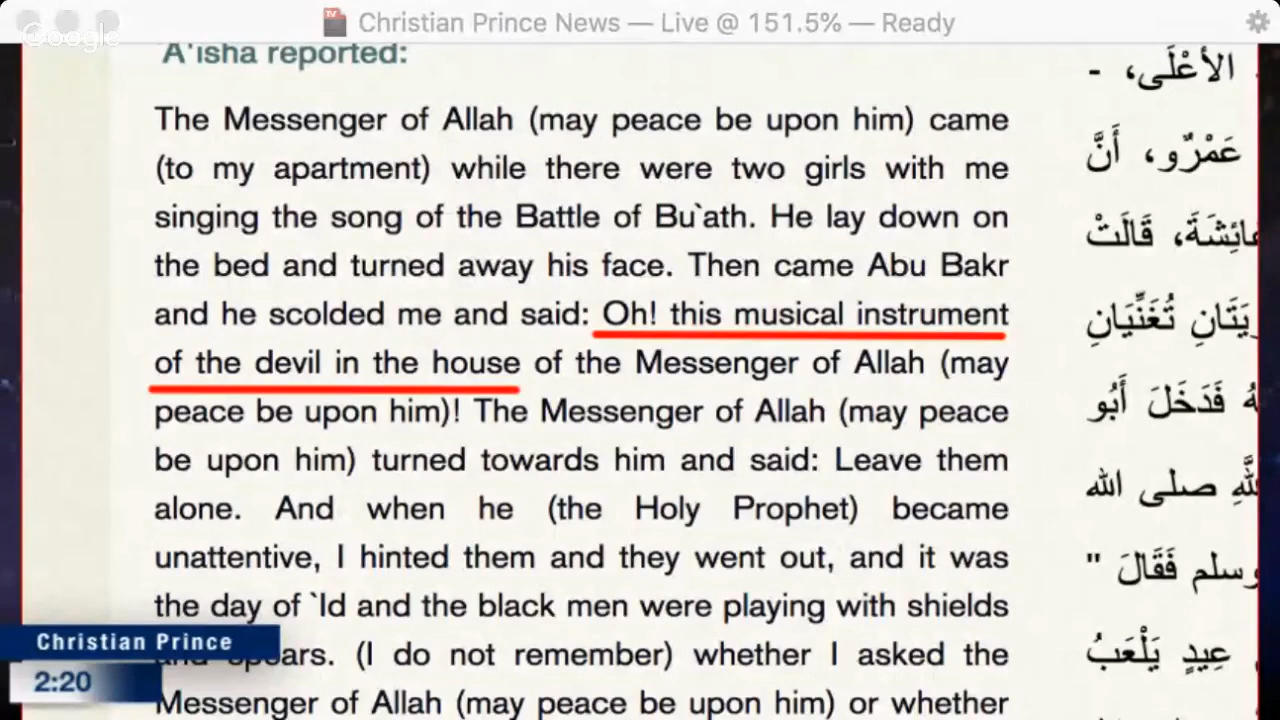 Christian Prince News — Live @ 151.5% — Ready
Google
A'isha reported:
The Messenger of Allah (may peace be upon him) came
(to my apartment) while there were two girls with me
singing the song of the Battle of Bu`ath. He lay down on
the bed and turned away his face. Then came Abu Bakr
and he scolded me and said: Oh! this musical instrument
of the devil in the house of the Messenger of Allah (may
peace be upon him)! The Messenger of Allah (may peace
be upon him) turned towards him and said: Leave them
alone. And when he (the Holy Prophet) became
unattentive, I hinted them and they went out, and it was
the day of `Id and the black men were playing with shields
and spears. (I do not remember) whether I asked the
Messenger of Allah (may peace be upon him) or whether
الأَعْلَى، -
عَمْرٌو، أَنَّ
عَائِشَةَ، قَالَتْ
تُغَنِّيَانِ
فَدَخَلَ أَبُو
صلى الله
وسلم فَقَالَ "
عِيدٍ يَلْعَبُ
Christian Prince
2:20